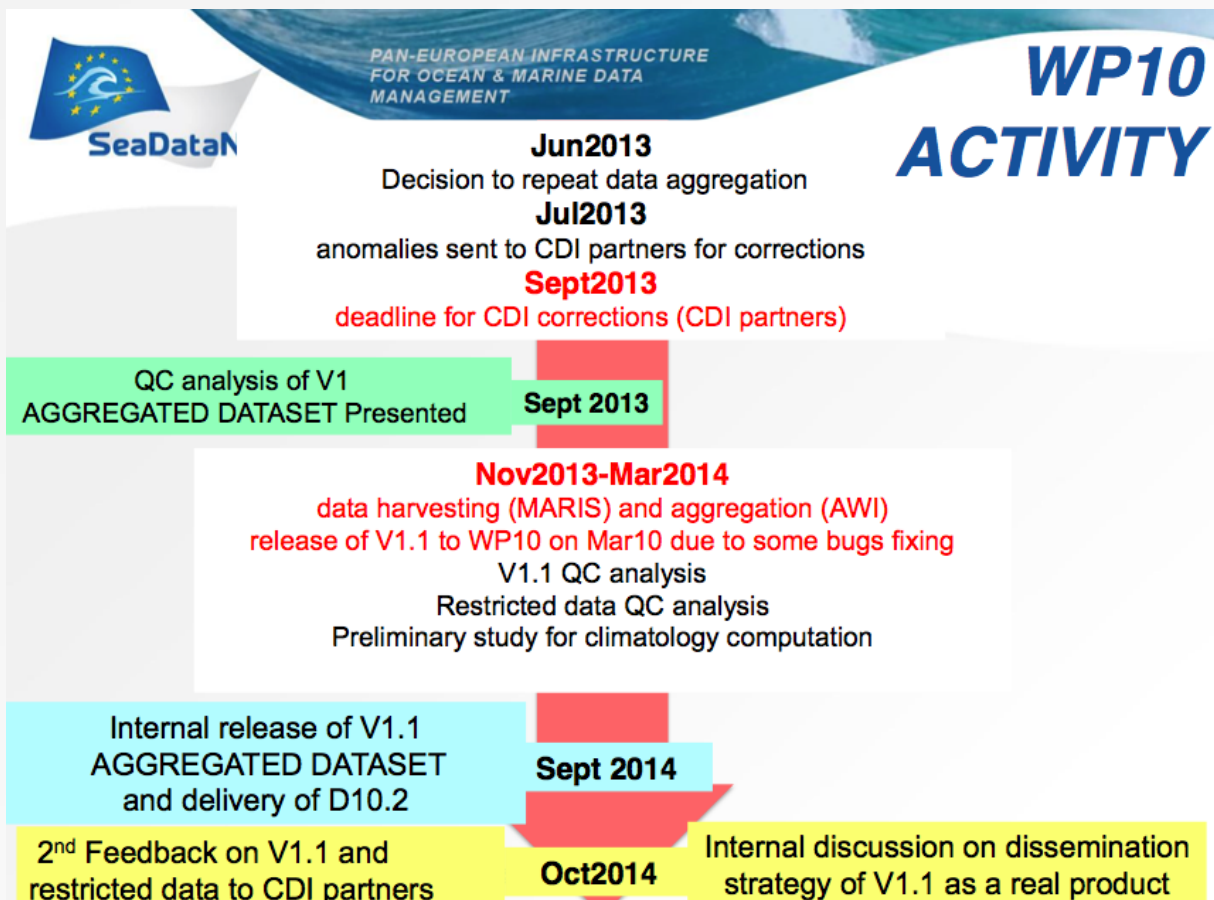 PAN-EUROPEAN INFRASTRUCTURE
FOR OCEAN & MARINE DATA
MANAGEMENT
SeaDataN
WP10
ACTIVITY
Jun2013
Decision to repeat data aggregation
Jul2013
anomalies sent to CDI partners for corrections
Sept2013
deadline for CDI corrections (CDI partners)
QC analysis of V1
AGGREGATED DATASET Presented
Sept 2013
Nov2013-Mar2014
data harvesting (MARIS) and aggregation (AWI)
release of V1.1 to WP10 on Mar10 due to some bugs fixing
V1.1 QC analysis
Restricted data QC analysis
Preliminary study for climatology computation
Internal release of V1.1
AGGREGATED DATASET
and delivery of D10.2
Sept 2014
2nd Feedback on V1.1 and
restricted data to CDI partners
Oct2014
Internal discussion on dissemination
strategy of V1.1 as a real product